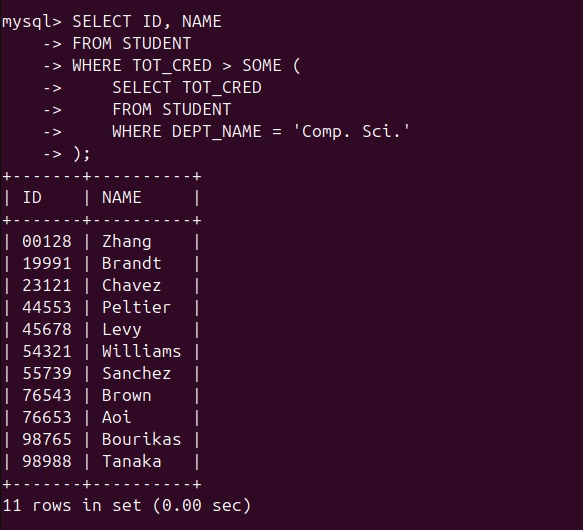 mysql> SELECT ID, NAME
    -> FROM STUDENT
    -> WHERE TOT_CRED > SOME (
    ->     SELECT TOT_CRED
    ->     FROM STUDENT
    ->     WHERE DEPT_NAME = 'Comp. Sci.'
    -> );
+-------+----------+
| ID    | NAME     |
+-------+----------+
| 00128 | Zhang    |
| 19991 | Brandt   |
| 23121 | Chavez   |
| 44553 | Peltier  |
| 45678 | Levy     |
| 54321 | Williams |
| 55739 | Sanchez  |
| 76543 | Brown    |
| 76653 | Aoi      |
| 98765 | Bourikas |
| 98988 | Tanaka   |
+-------+----------+
11 rows in set (0.00 sec)